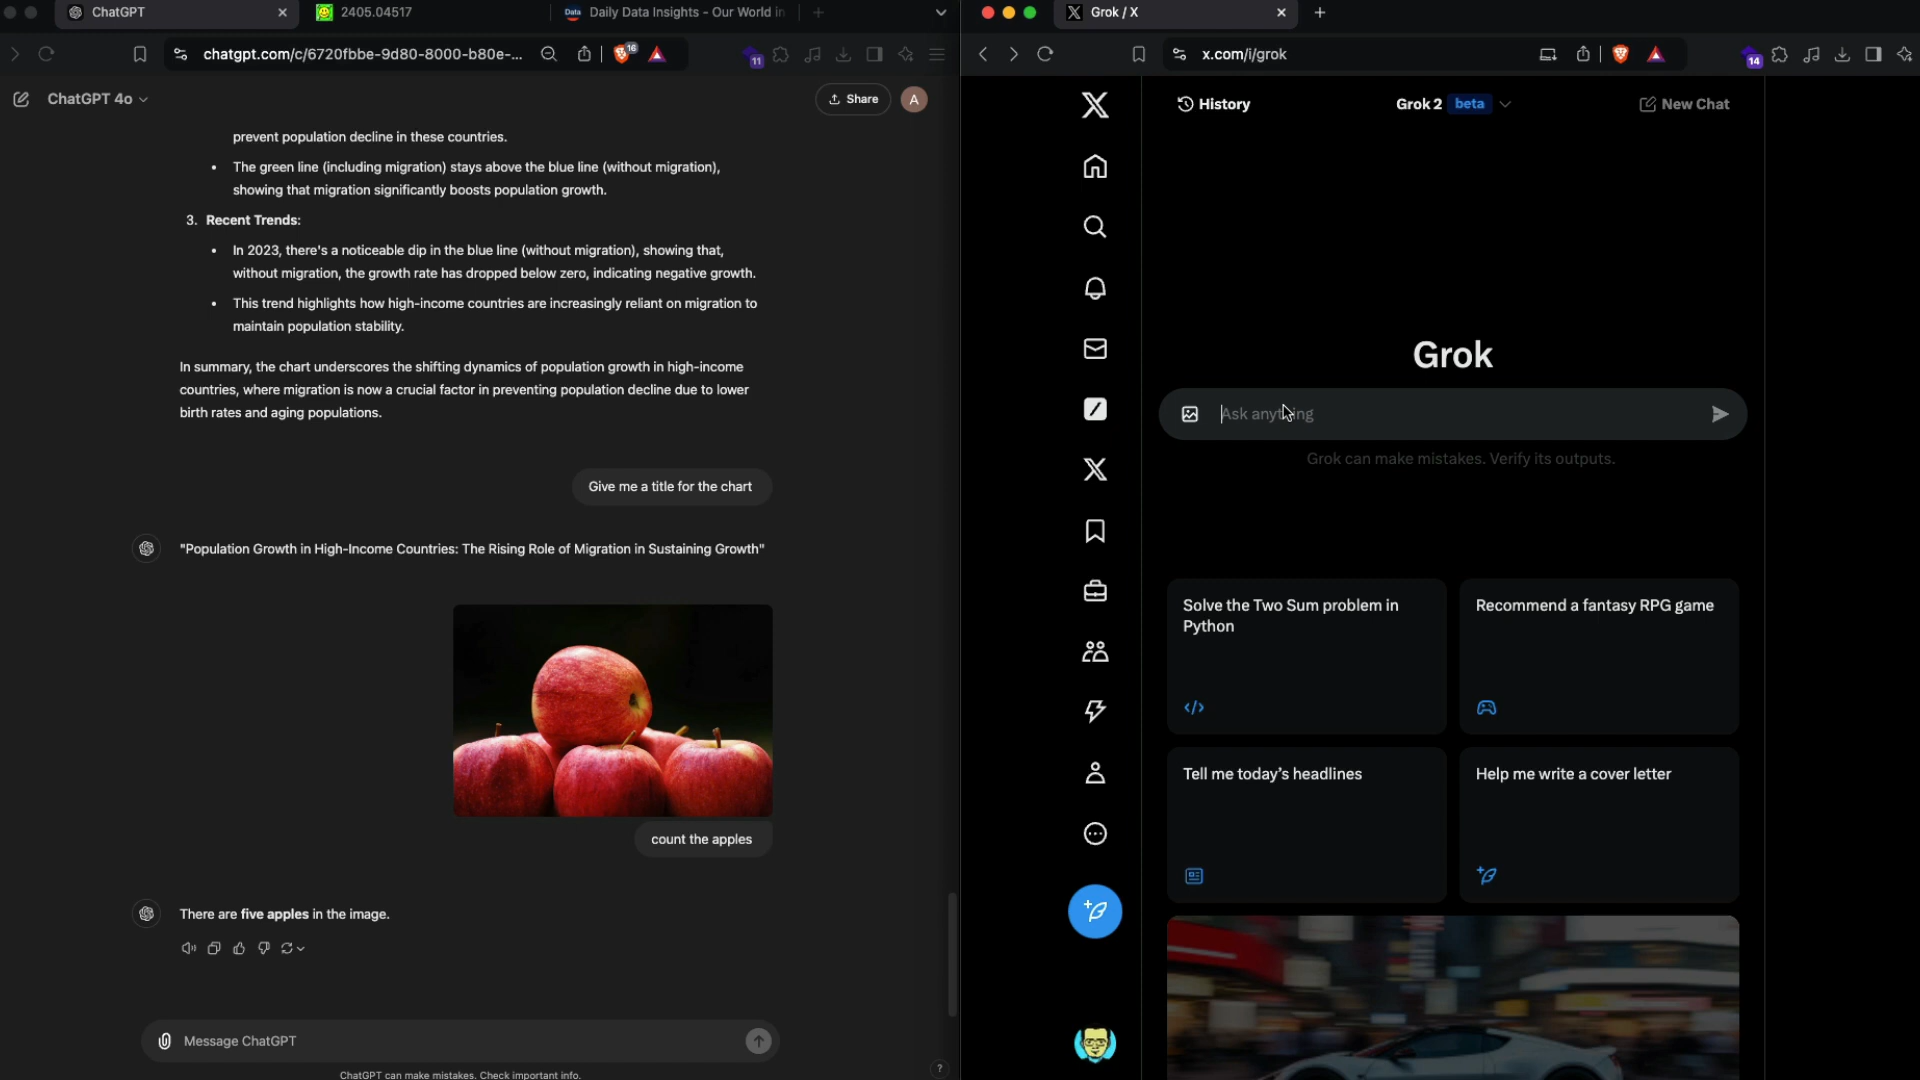 ChatGPT
2405.04517
Data
Daily Data Insights - Our World in
chatgpt.com/c/6720fbbe-9d80-8000-b80e-...
16
11
ChatGPT 4o
Share
A
prevent population decline in these countries.
• The green line (including migration) stays above the blue line (without migration),
showing that migration significantly boosts population growth.
3. Recent Trends:
• In 2023, there's a noticeable dip in the blue line (without migration), showing that,
without migration, the growth rate has dropped below zero, indicating negative growth.
• This trend highlights how high-income countries are increasingly reliant on migration to
maintain population stability.
In summary, the chart underscores the shifting dynamics of population growth in high-income
countries, where migration is now a crucial factor in preventing population decline due to lower
birth rates and aging populations.
Give me a title for the chart
"Population Growth in High-Income Countries: The Rising Role of Migration in Sustaining Growth"
count the apples
There are five apples in the image.
Message ChatGPT
ChatGPT can make mistakes. Check important info.
?
Grok / X
x.com/i/grok
14
History
Grok 2 beta
New Chat
Grok
Ask anything
Grok can make mistakes. Verify its outputs.
Solve the Two Sum problem in
Python
Recommend a fantasy RPG game
Tell me today's headlines
Help me write a cover letter